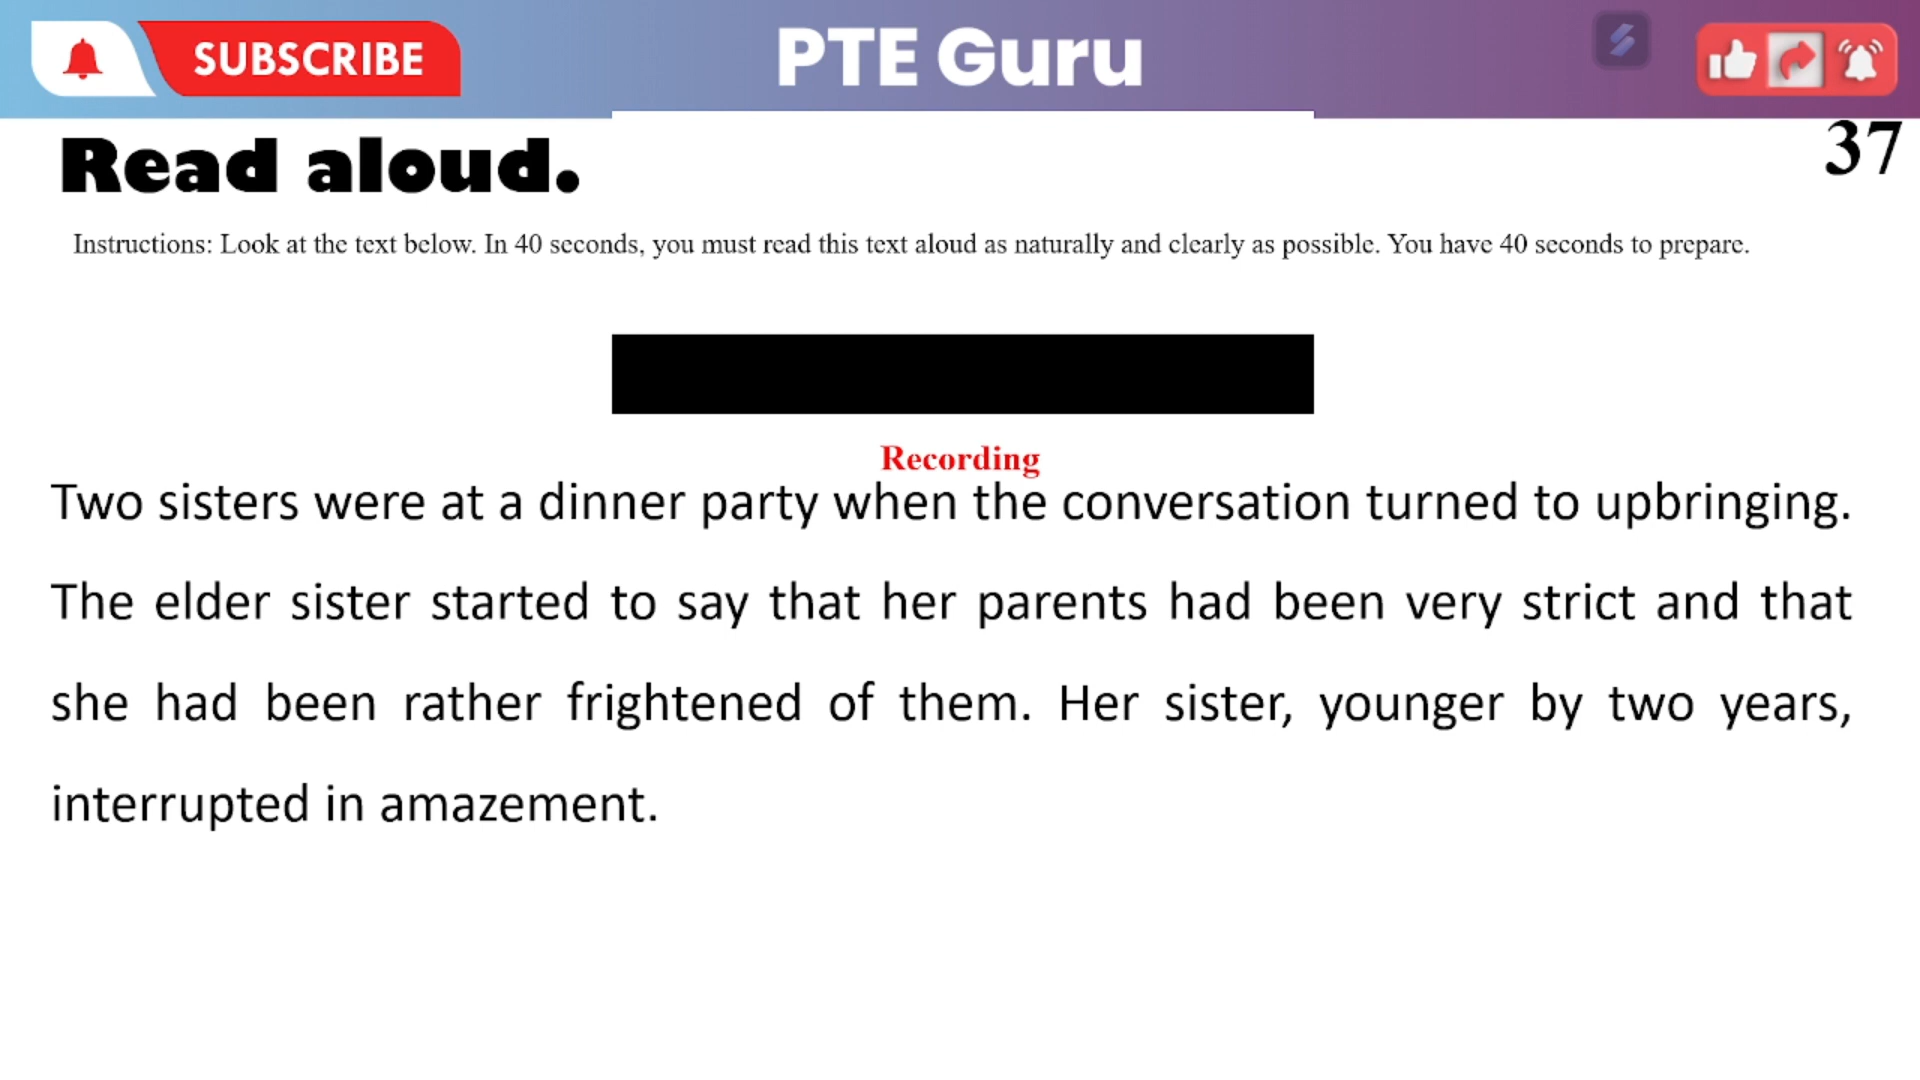 SUBSCRIBE
PTE Guru
Read aloud.
37
Instructions: Look at the text below. In 40 seconds, you must read this text aloud as naturally and clearly as possible. You have 40 seconds to prepare.
Recording
Two sisters were at a dinner party when the conversation turned to upbringing.
The elder sister started to say that her parents had been very strict and that
she had been rather frightened of them. Her sister, younger by two years,
interrupted in amazement.